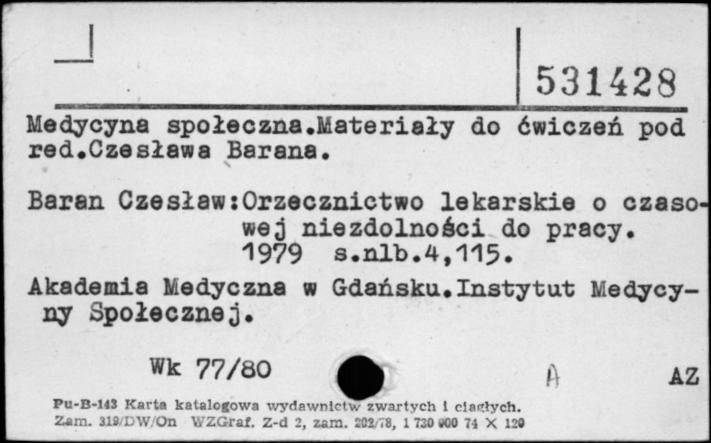 531428
Medycyna społeczna.Materiały do ćwiczeń pod
red.Czesława Barana.
Baran Czesław:Orzecznictwo lekarskie o czaso-
wej niezdolności do pracy.
1979 s.nlb.4,115.
Akademia Medyczna w Gdańsku.Instytut Medycy-
ny Społecznej.
Wk 77/80
A AZ
Pu-B-143 Karta katalogowa wydawnictw zwartych i ciągłych.
Zam. 319/DW/On WZGraf. Z-d 2, zam. 202/78, 1 730 000 74 X 120